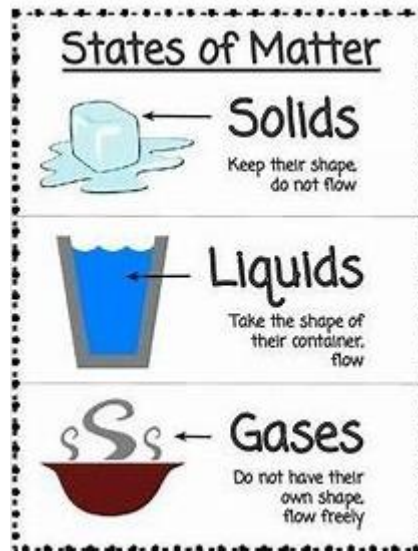 States of Matter
Solids
Keep their shape,
do not flow
Liquids
Take the shape of
their container,
flow
Gases
Do not have their
own shape,
flow freely